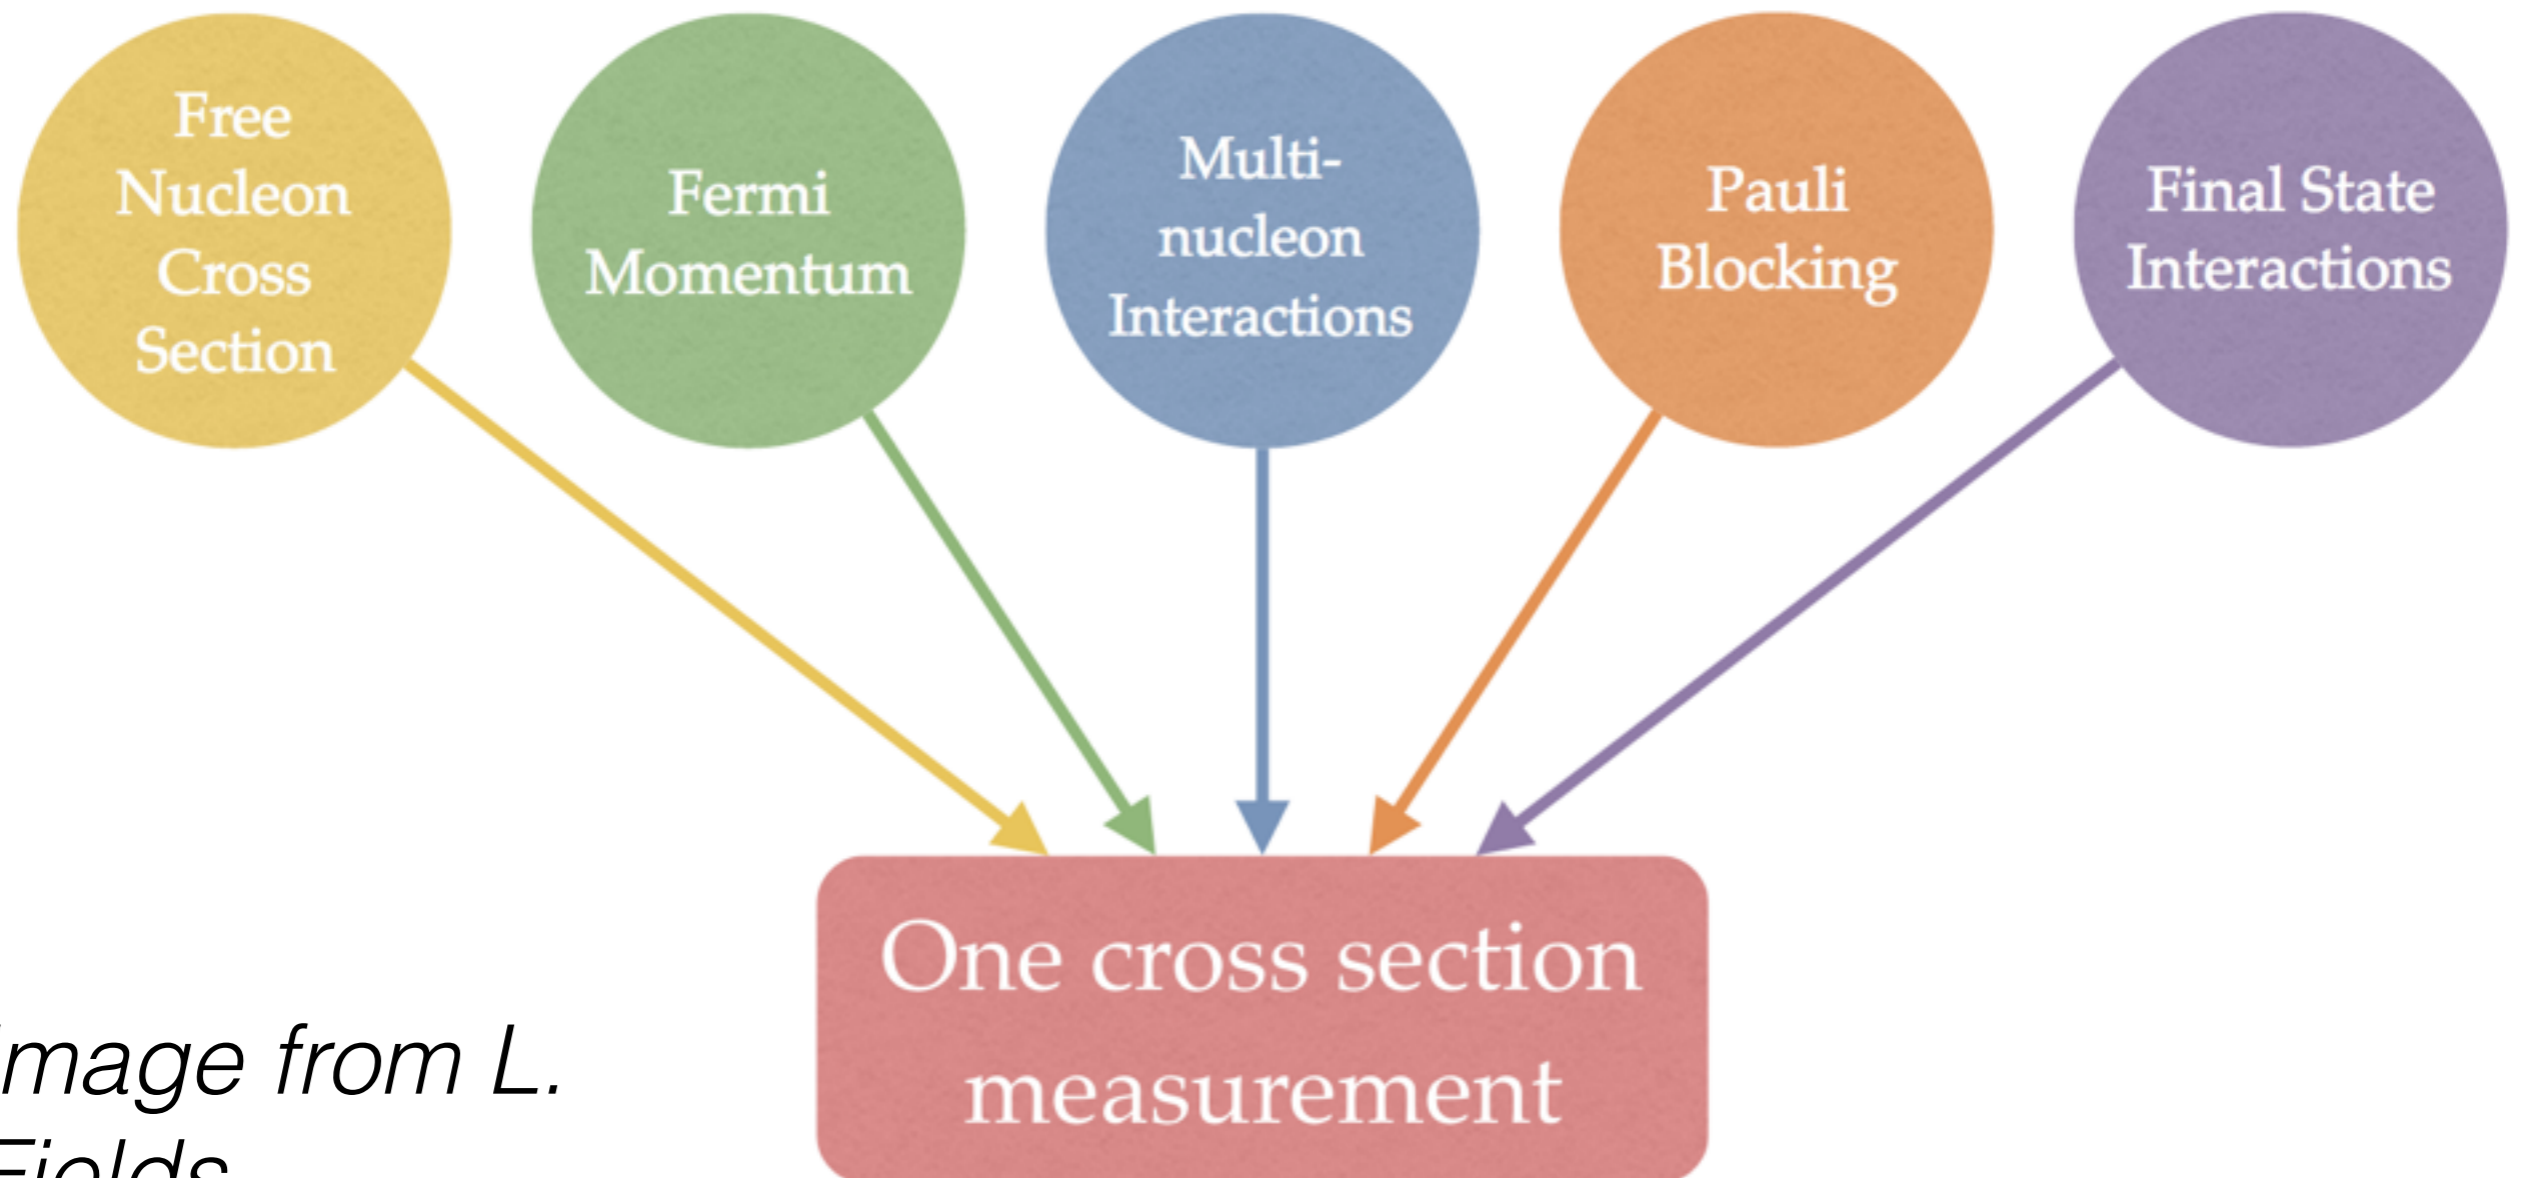 Free
Nucleon
Cross
Section
Fermi
Momentum
Multi-
nucleon
Interactions
Pauli
Blocking
Final State
Interactions
One cross section
measurement
mage from L.
Fields